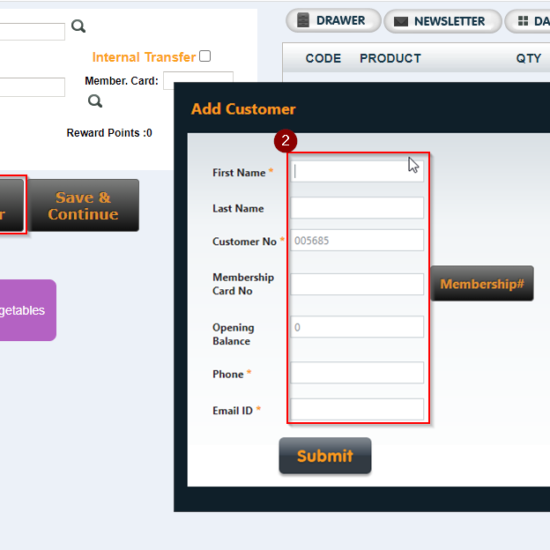 DRAWER
NEWSLETTER
DA
Internal Transfer
CODE PRODUCT QTY
Member. Card:
Add Customer
2
Reward Points :0
First Name *
Save &
Continue
r
Last Name
Customer No * 005685
Membership
Card No
Membership#
getables
Opening
Balance
0
Phone *
Email ID *
Submit